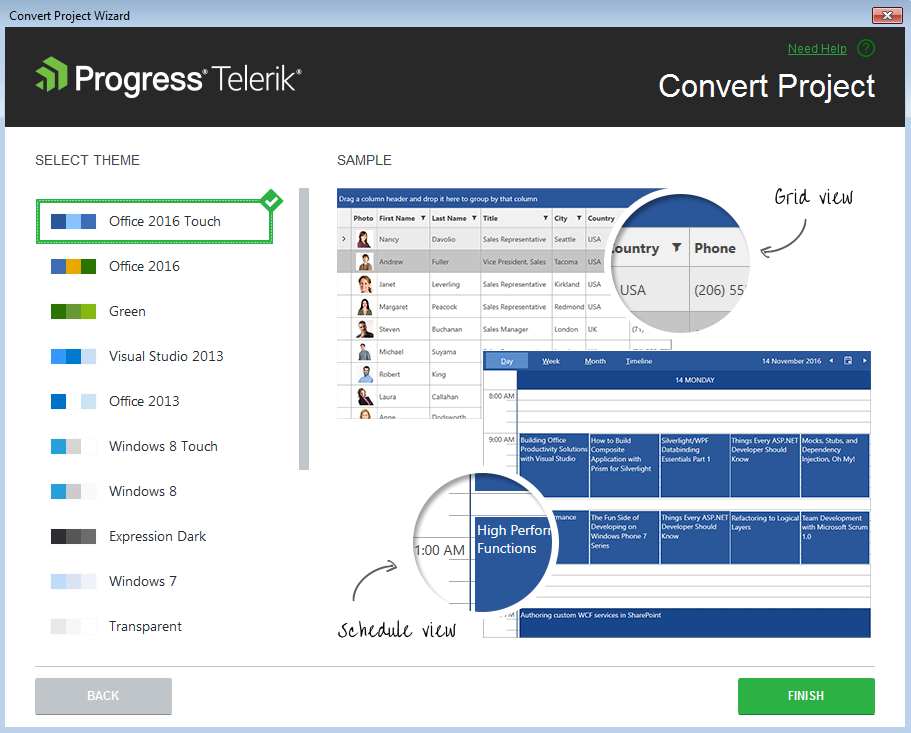 Convert Project Wizard
Need Help ?
Progress® Telerik®
Convert Project
SELECT THEME
Office 2016 Touch
Office 2016
Green
Visual Studio 2013
Office 2013
Windows 8 Touch
Windows 8
Expression Dark
Windows 7
Transparent
SAMPLE
Drag a column header and drop it here to group by that column
Photo First Name Last Name Title City Country
Nancy Davolio Sales Representative Seattle USA
Andrew Fuller Vice President, Sales Tacoma USA
Janet Leverling Sales Representative Kirkland USA
Margaret Peacock Sales Representative Redmond USA
Steven Buchanan Sales Manager London UK (71,
Michael Suyama
Robert King
Laura Callahan
Anne Dodsworth
ountry Phone
USA (206) 55
Grid view
Day Week Month Timeline 14 November 2016
14 MONDAY
8:00 AM
9:00 AM
Building Office Productivity Solutions with Visual Studio
How to Build Composite Application with Prism for Silverlight
Silverlight/WPF Databinding Essentials Part 1
Things Every ASP.NET Developer Should Know
Mocks, Stubs, and Dependency Injection, Oh My!
mance
The Fun Side of Developing on Windows Phone 7 Series
Things Every ASP.NET Developer Should Know
Refactoring to Logical Layers
Team Development with Microsoft Scrum 1.0
1:00 AM
High Perforn
Functions
Authoring custom WCF services in SharePoint
Schedule view
BACK
FINISH